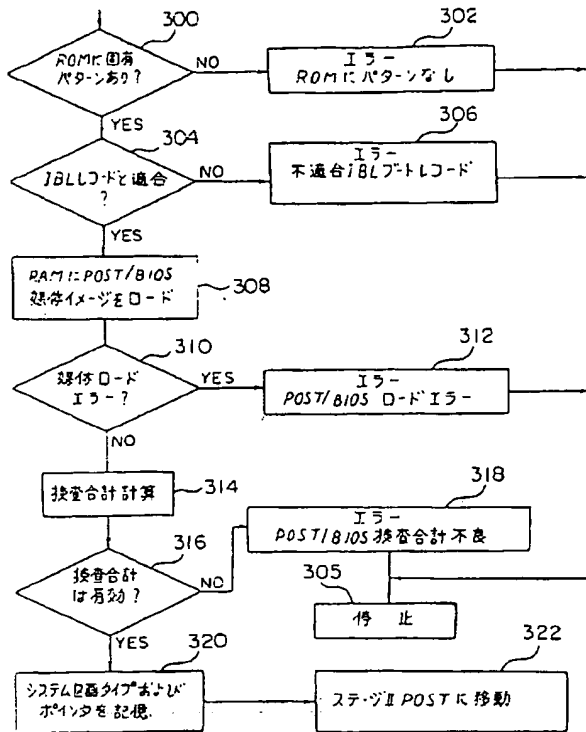 300
ROMに固有
パターンあり?
NO
302
エラー
ROMにパターンなし
YES
304
IBLレコードと適合
?
NO
306
エラー
不適合IBLブートレコード
YES
RAMにPOST/BIOS
媒体イメージをロード
308
310
媒体ロード
エラー?
YES
312
エラー
POST/BIOS ロードエラー
NO
検査合計計算
314
316
検査合計
は有効?
NO
318
エラー
POST/BIOS検査合計不良
305
停止
YES
320
システム区画タイプおよび
ポインタを記憶.
322
ステージII POSTに移動